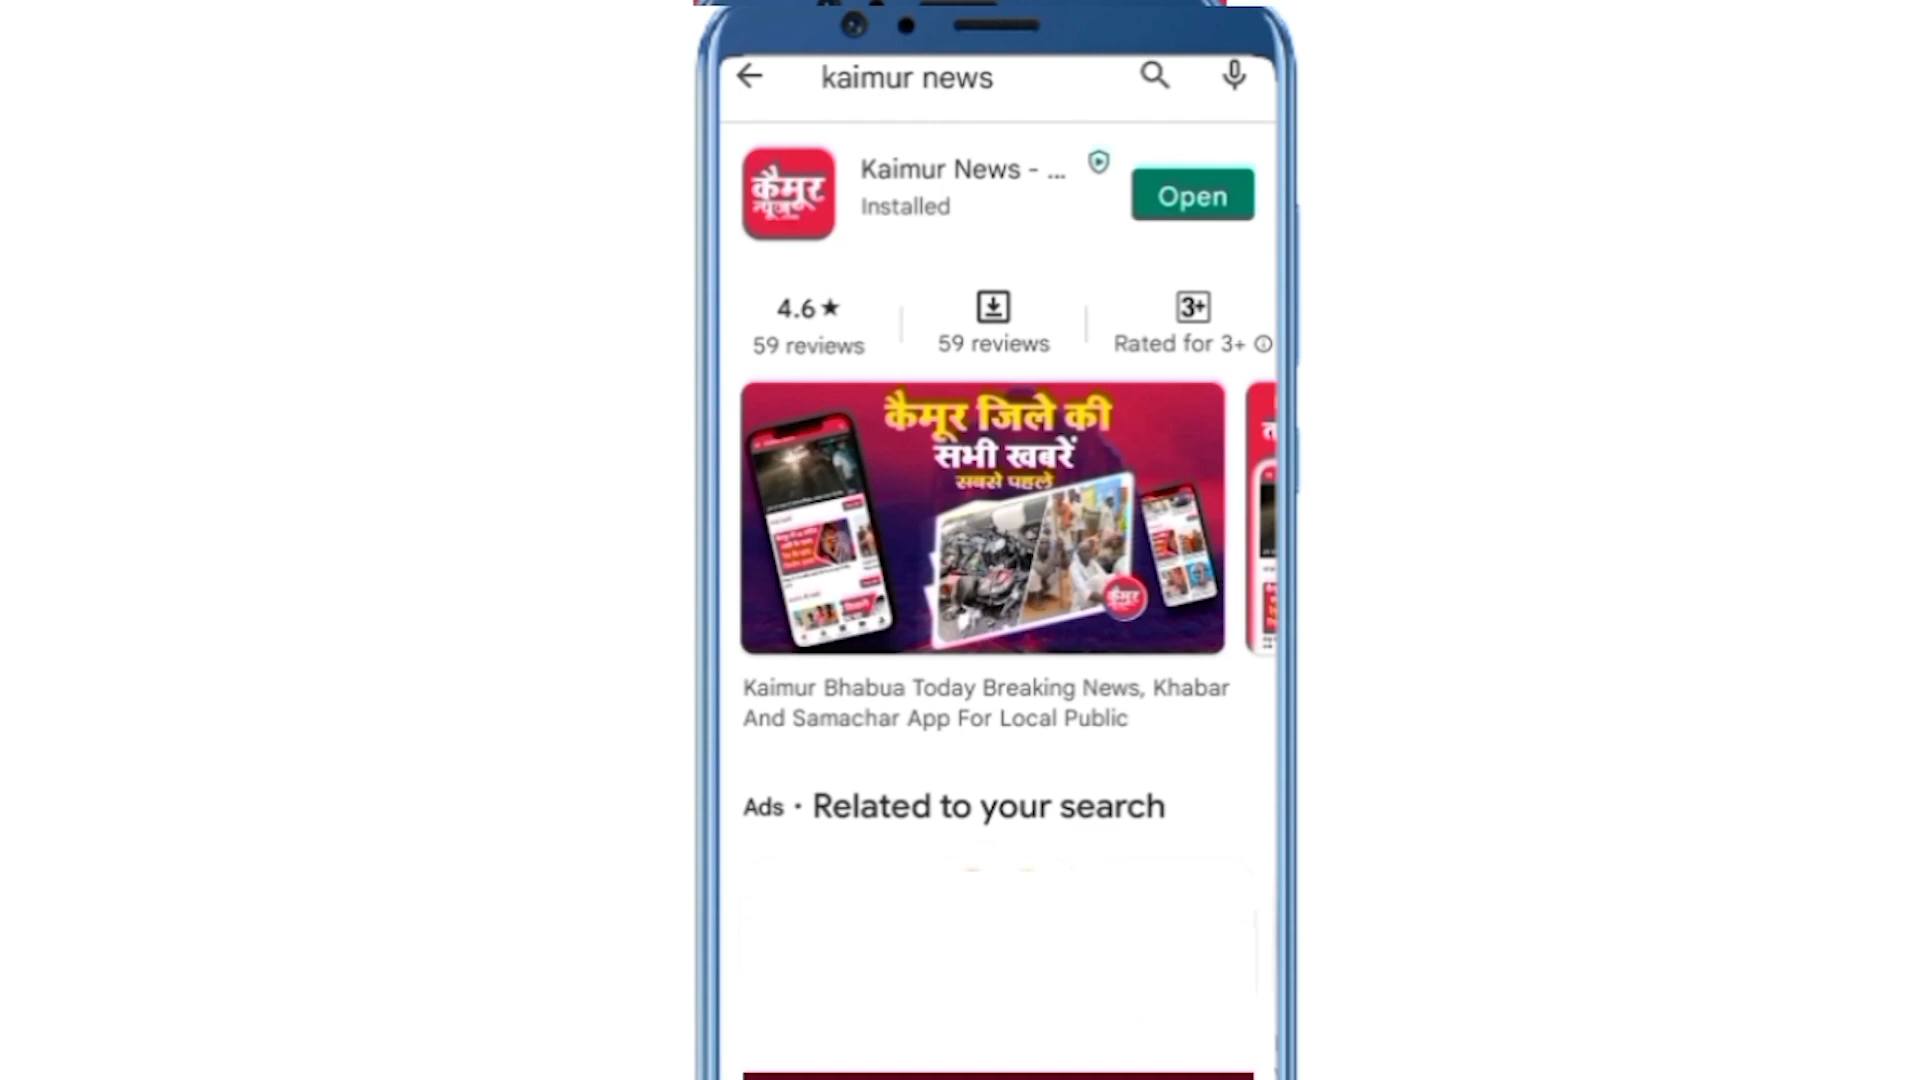 kaimur news
कैमूर
न्यूज़
Kaimur News - ...
Installed
Open
4.6★
59 reviews
59 reviews
3+
Rated for 3+
कैमूर जिले की
सभी खबरें
सबसे पहले
कैमूर
Kaimur Bhabua Today Breaking News, Khabar
And Samachar App For Local Public
Ads · Related to your search